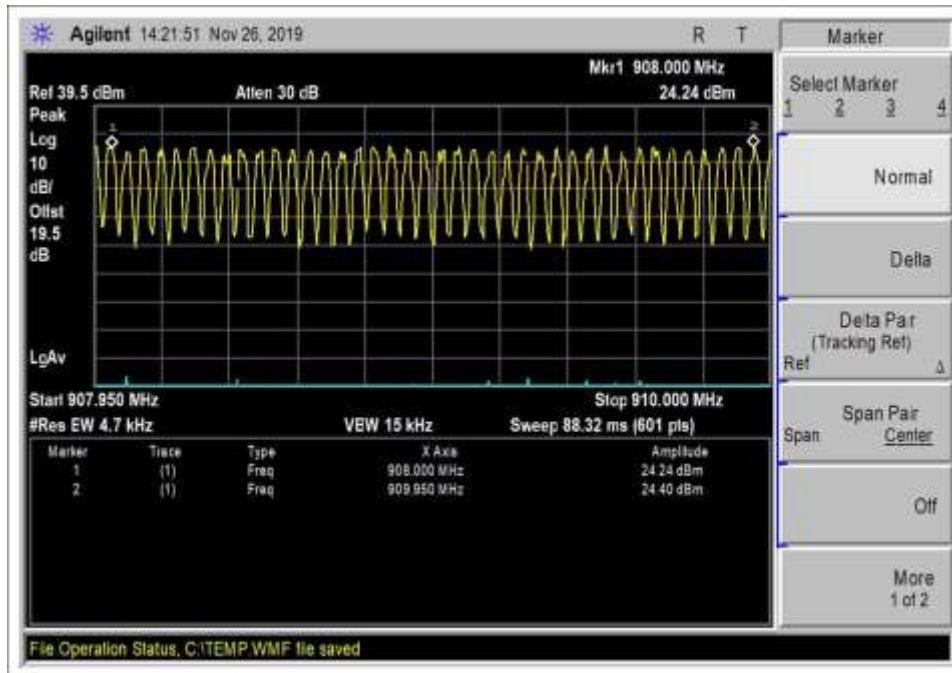 Agilent 14:21:51 Nov 26, 2019 R T
Mkr1 908.000 MHz
Ref 39.5 dBm Atten 30 dB 24.24 dBm
Peak
Log
10
dB/
Offst
19.5
dB
1
2
LgAv
Start 907.950 MHz Stop 910.000 MHz
#Res BW 4.7 kHz VBW 15 kHz Sweep 88.32 ms (601 pts)
Marker Trace Type X Axis Amplitude
1 (1) Freq 908.000 MHz 24.24 dBm
2 (1) Freq 909.950 MHz 24.40 dBm
File Operation Status, C:\TEMP.WMF file saved
Marker
Select Marker
1 2 3 4
Normal
Delta
Delta Pair
(Tracking Ref)
Ref Δ
Span Pair
Span Center
Off
More
1 of 2